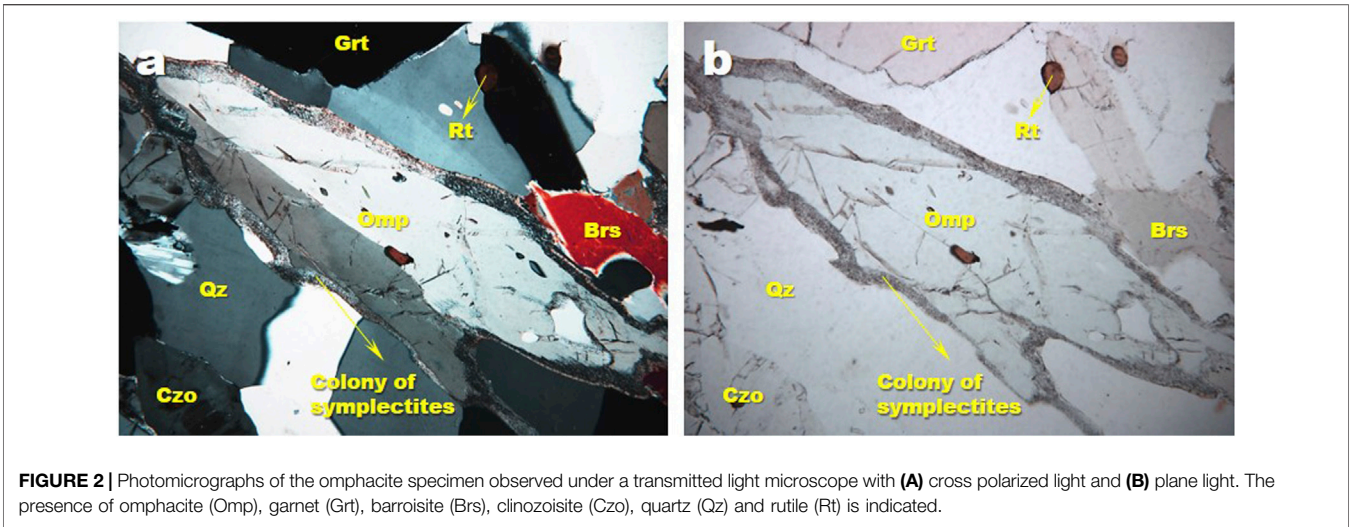 a
Grt
Rt
Omp
Brs
Qz
Czo
Colony of
symplectites
b
Grt
Rt
Omp
Brs
Qz
Czo
Colony of
symplectites
FIGURE 2 | Photomicrographs of the omphacite specimen observed under a transmitted light microscope with (A) cross polarized light and (B) plane light. The
presence of omphacite (Omp), garnet (Grt), barroisite (Brs), clinozoisite (Czo), quartz (Qz) and rutile (Rt) is indicated.